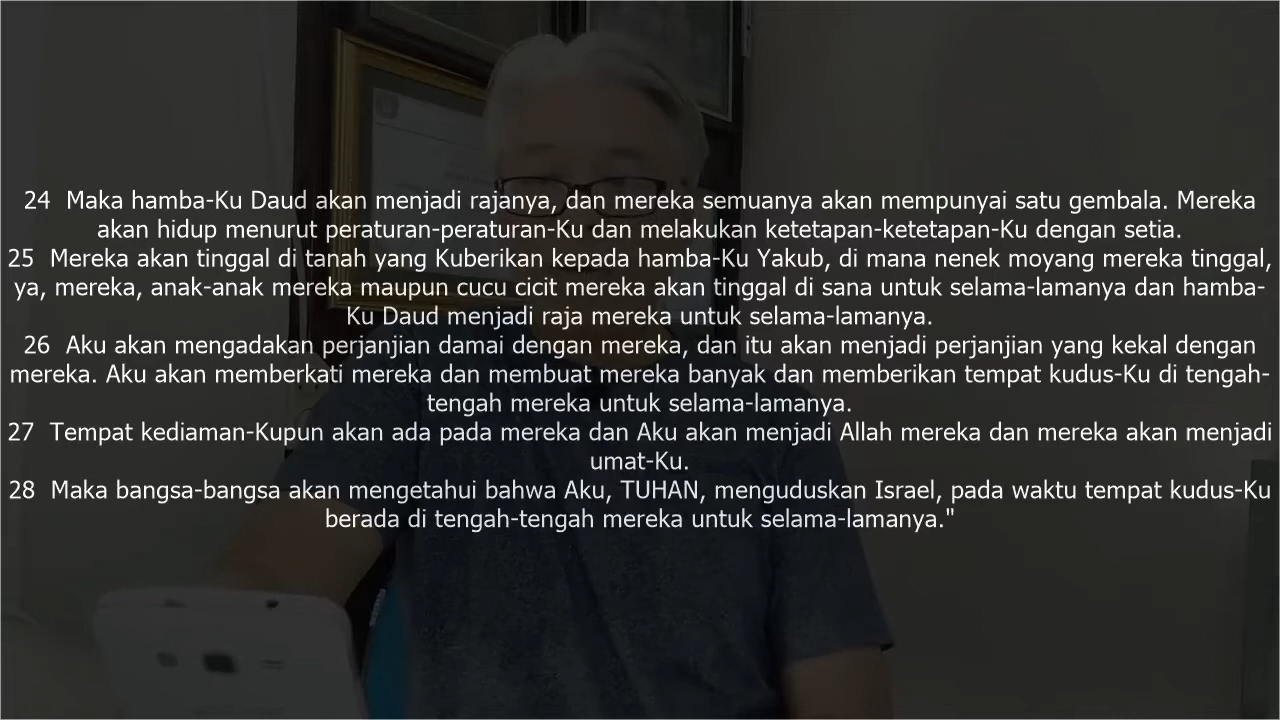 24  Maka hamba-Ku Daud akan menjadi rajanya, dan mereka semuanya akan mempunyai satu gembala. Mereka
akan hidup menurut peraturan-peraturan-Ku dan melakukan ketetapan-ketetapan-Ku dengan setia.
25  Mereka akan tinggal di tanah yang Kuberikan kepada hamba-Ku Yakub, di mana nenek moyang mereka tinggal,
ya, mereka, anak-anak mereka maupun cucu cicit mereka akan tinggal di sana untuk selama-lamanya dan hamba-
Ku Daud menjadi raja mereka untuk selama-lamanya.
26  Aku akan mengadakan perjanjian damai dengan mereka, dan itu akan menjadi perjanjian yang kekal dengan
mereka. Aku akan memberkati mereka dan membuat mereka banyak dan memberikan tempat kudus-Ku di tengah-
tengah mereka untuk selama-lamanya.
27  Tempat kediaman-Kupun akan ada pada mereka dan Aku akan menjadi Allah mereka dan mereka akan menjadi
umat-Ku.
28  Maka bangsa-bangsa akan mengetahui bahwa Aku, TUHAN, menguduskan Israel, pada waktu tempat kudus-Ku
berada di tengah-tengah mereka untuk selama-lamanya."